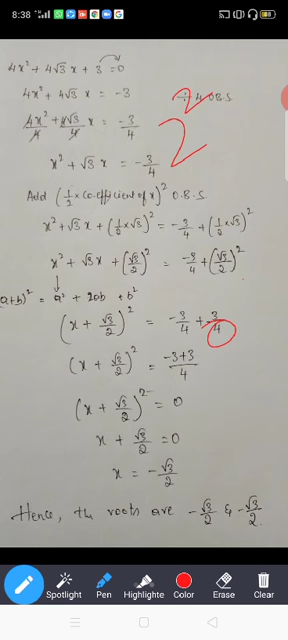 8:38
4x² + 4√3 x + 3 = 0
4x² + 4√3 x = -3
÷ 4 O.B.S
4x²/4 + 4√3/4 x = -3/4
x² + √3 x = -3/4
Add (1/2 × co-efficient of x)² O.B.S.
x² + √3 x + (1/2 × √3)² = -3/4 + (1/2 × √3)²
x² + √3 x + (√3/2)² = -3/4 + (√3/2)²
(a+b)² = a² + 2ab + b²
(x + √3/2)² = -3/4 + 3/4
(x + √3/2)² = -3+3/4
(x + √3/2)² = 0
x + √3/2 = 0
x = -√3/2
Hence, the roots are -√3/2 & -√3/2.
Spotlight Pen Highlighte Color Erase Clear